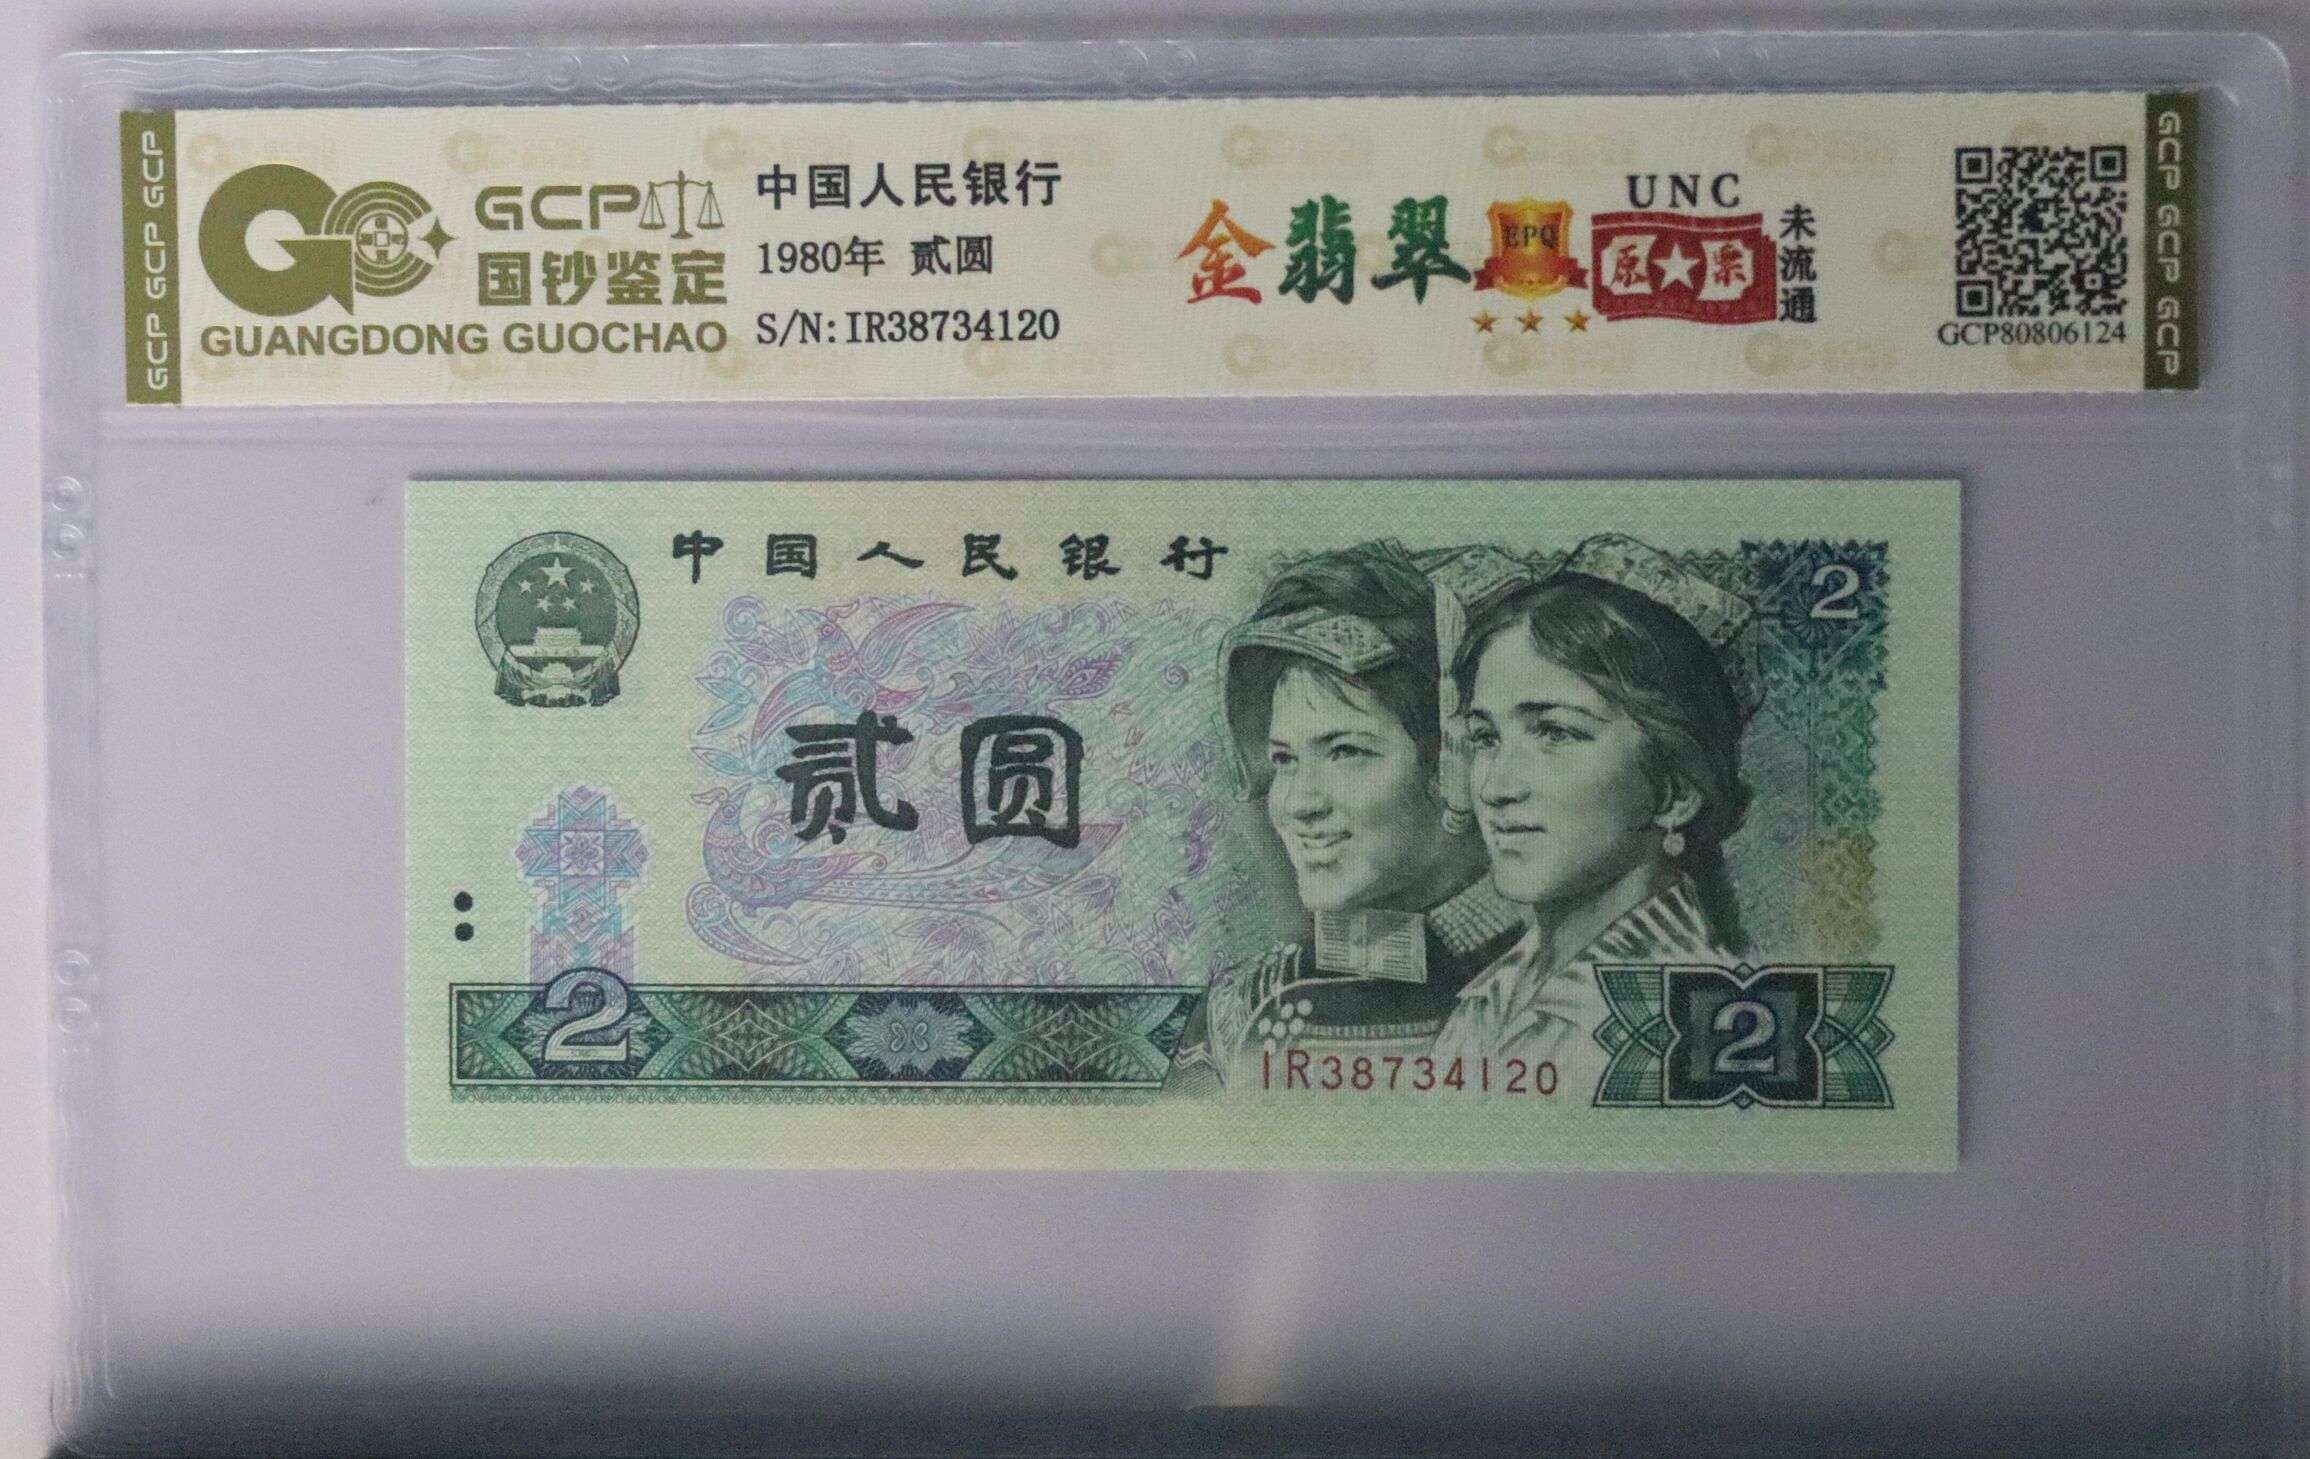 GCP GCP GCP
GCP
国钞鉴定
GUANGDONG GUOCHAO
中国人民银行
1980年 贰圆
S/N:IR38734120
金翡翠
EPQ
UNC
原★票
未流通
GCP80806124
GCP GCP GCP
中国人民银行
贰圆
2
2
IR38734120
2